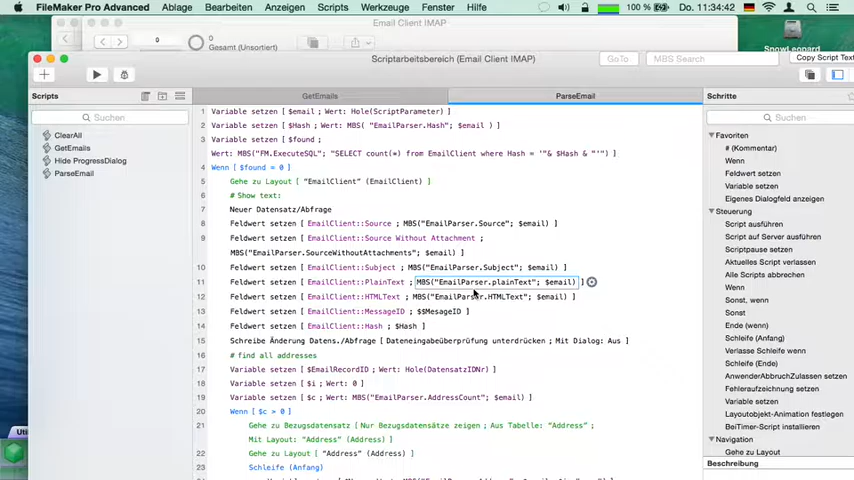 FileMaker Pro Advanced Ablage Bearbeiten Anzeigen Scripts Werkzeuge Fenster Hilfe 100 % Do. 11:34:42
Email Client IMAP
0
0
Gesamt (Unsortiert)
SnowLeopard
Scriptarbeitsbereich (Email Client IMAP)
GoTo
MBS Search
Copy Script Text
Scripts
GetEmails
ParseEmail
Schritte
Suchen
ClearAll
GetEmails
Hide ProgressDialog
ParseEmail
1 Variable setzen [ $email ; Wert: Hole(ScriptParameter) ]
2 Variable setzen [ $Hash ; Wert: MBS( "EmailParser.Hash"; $email ) ]
3 Variable setzen [ $found ;
Wert: MBS("FM.ExecuteSQL"; "SELECT count(*) from EmailClient where Hash = '"& $Hash & "'") ]
4 Wenn [ $found = 0 ]
5 Gehe zu Layout [ "EmailClient" (EmailClient) ]
6 # Show text:
7 Neuer Datensatz/Abfrage
8 Feldwert setzen [ EmailClient::Source ; MBS("EmailParser.Source"; $email) ]
9 Feldwert setzen [ EmailClient::Source Without Attachment ;
MBS("EmailParser.SourceWithoutAttachments"; $email) ]
10 Feldwert setzen [ EmailClient::Subject ; MBS("EmailParser.Subject"; $email) ]
11 Feldwert setzen [ EmailClient::PlainText ; MBS("EmailParser.plainText"; $email) ]
12 Feldwert setzen [ EmailClient::HTMLText ; MBS("EmailParser.HTMLText"; $email) ]
13 Feldwert setzen [ EmailClient::MessageID ; $$MesageID ]
14 Feldwert setzen [ EmailClient::Hash ; $Hash ]
15 Schreibe Änderung Datens./Abfrage [ Dateneingabeüberprüfung unterdrücken ; Mit Dialog: Aus ]
16 # find all addresses
17 Variable setzen [ $EmailRecordID ; Wert: Hole(DatensatzIDNr) ]
18 Variable setzen [ $i ; Wert: 0 ]
19 Variable setzen [ $c ; Wert: MBS("EmailParser.AddressCount"; $email) ]
20 Wenn [ $c > 0 ]
21 Gehe zu Bezugsdatensatz [ Nur Bezugsdatensätze zeigen ; Aus Tabelle: "Address" ;
Mit Layout: "Address" (Address) ]
22 Gehe zu Layout [ "Address" (Address) ]
23 Schleife (Anfang)
Suchen
Favoriten
# (Kommentar)
Wenn
Feldwert setzen
Variable setzen
Eigenes Dialogfeld anzeigen
Steuerung
Script ausführen
Script auf Server ausführen
Scriptpause setzen
Aktuelles Script verlassen
Alle Scripts abbrechen
Wenn
Sonst, wenn
Sonst
Ende (wenn)
Schleife (Anfang)
Verlasse Schleife wenn
Schleife (Ende)
AnwenderAbbruchZulassen setzen
Fehleraufzeichnung setzen
Variable setzen
Layoutobjekt-Animation festlegen
BeiTimer-Script installieren
Navigation
Gehe zu Layout
Beschreibung